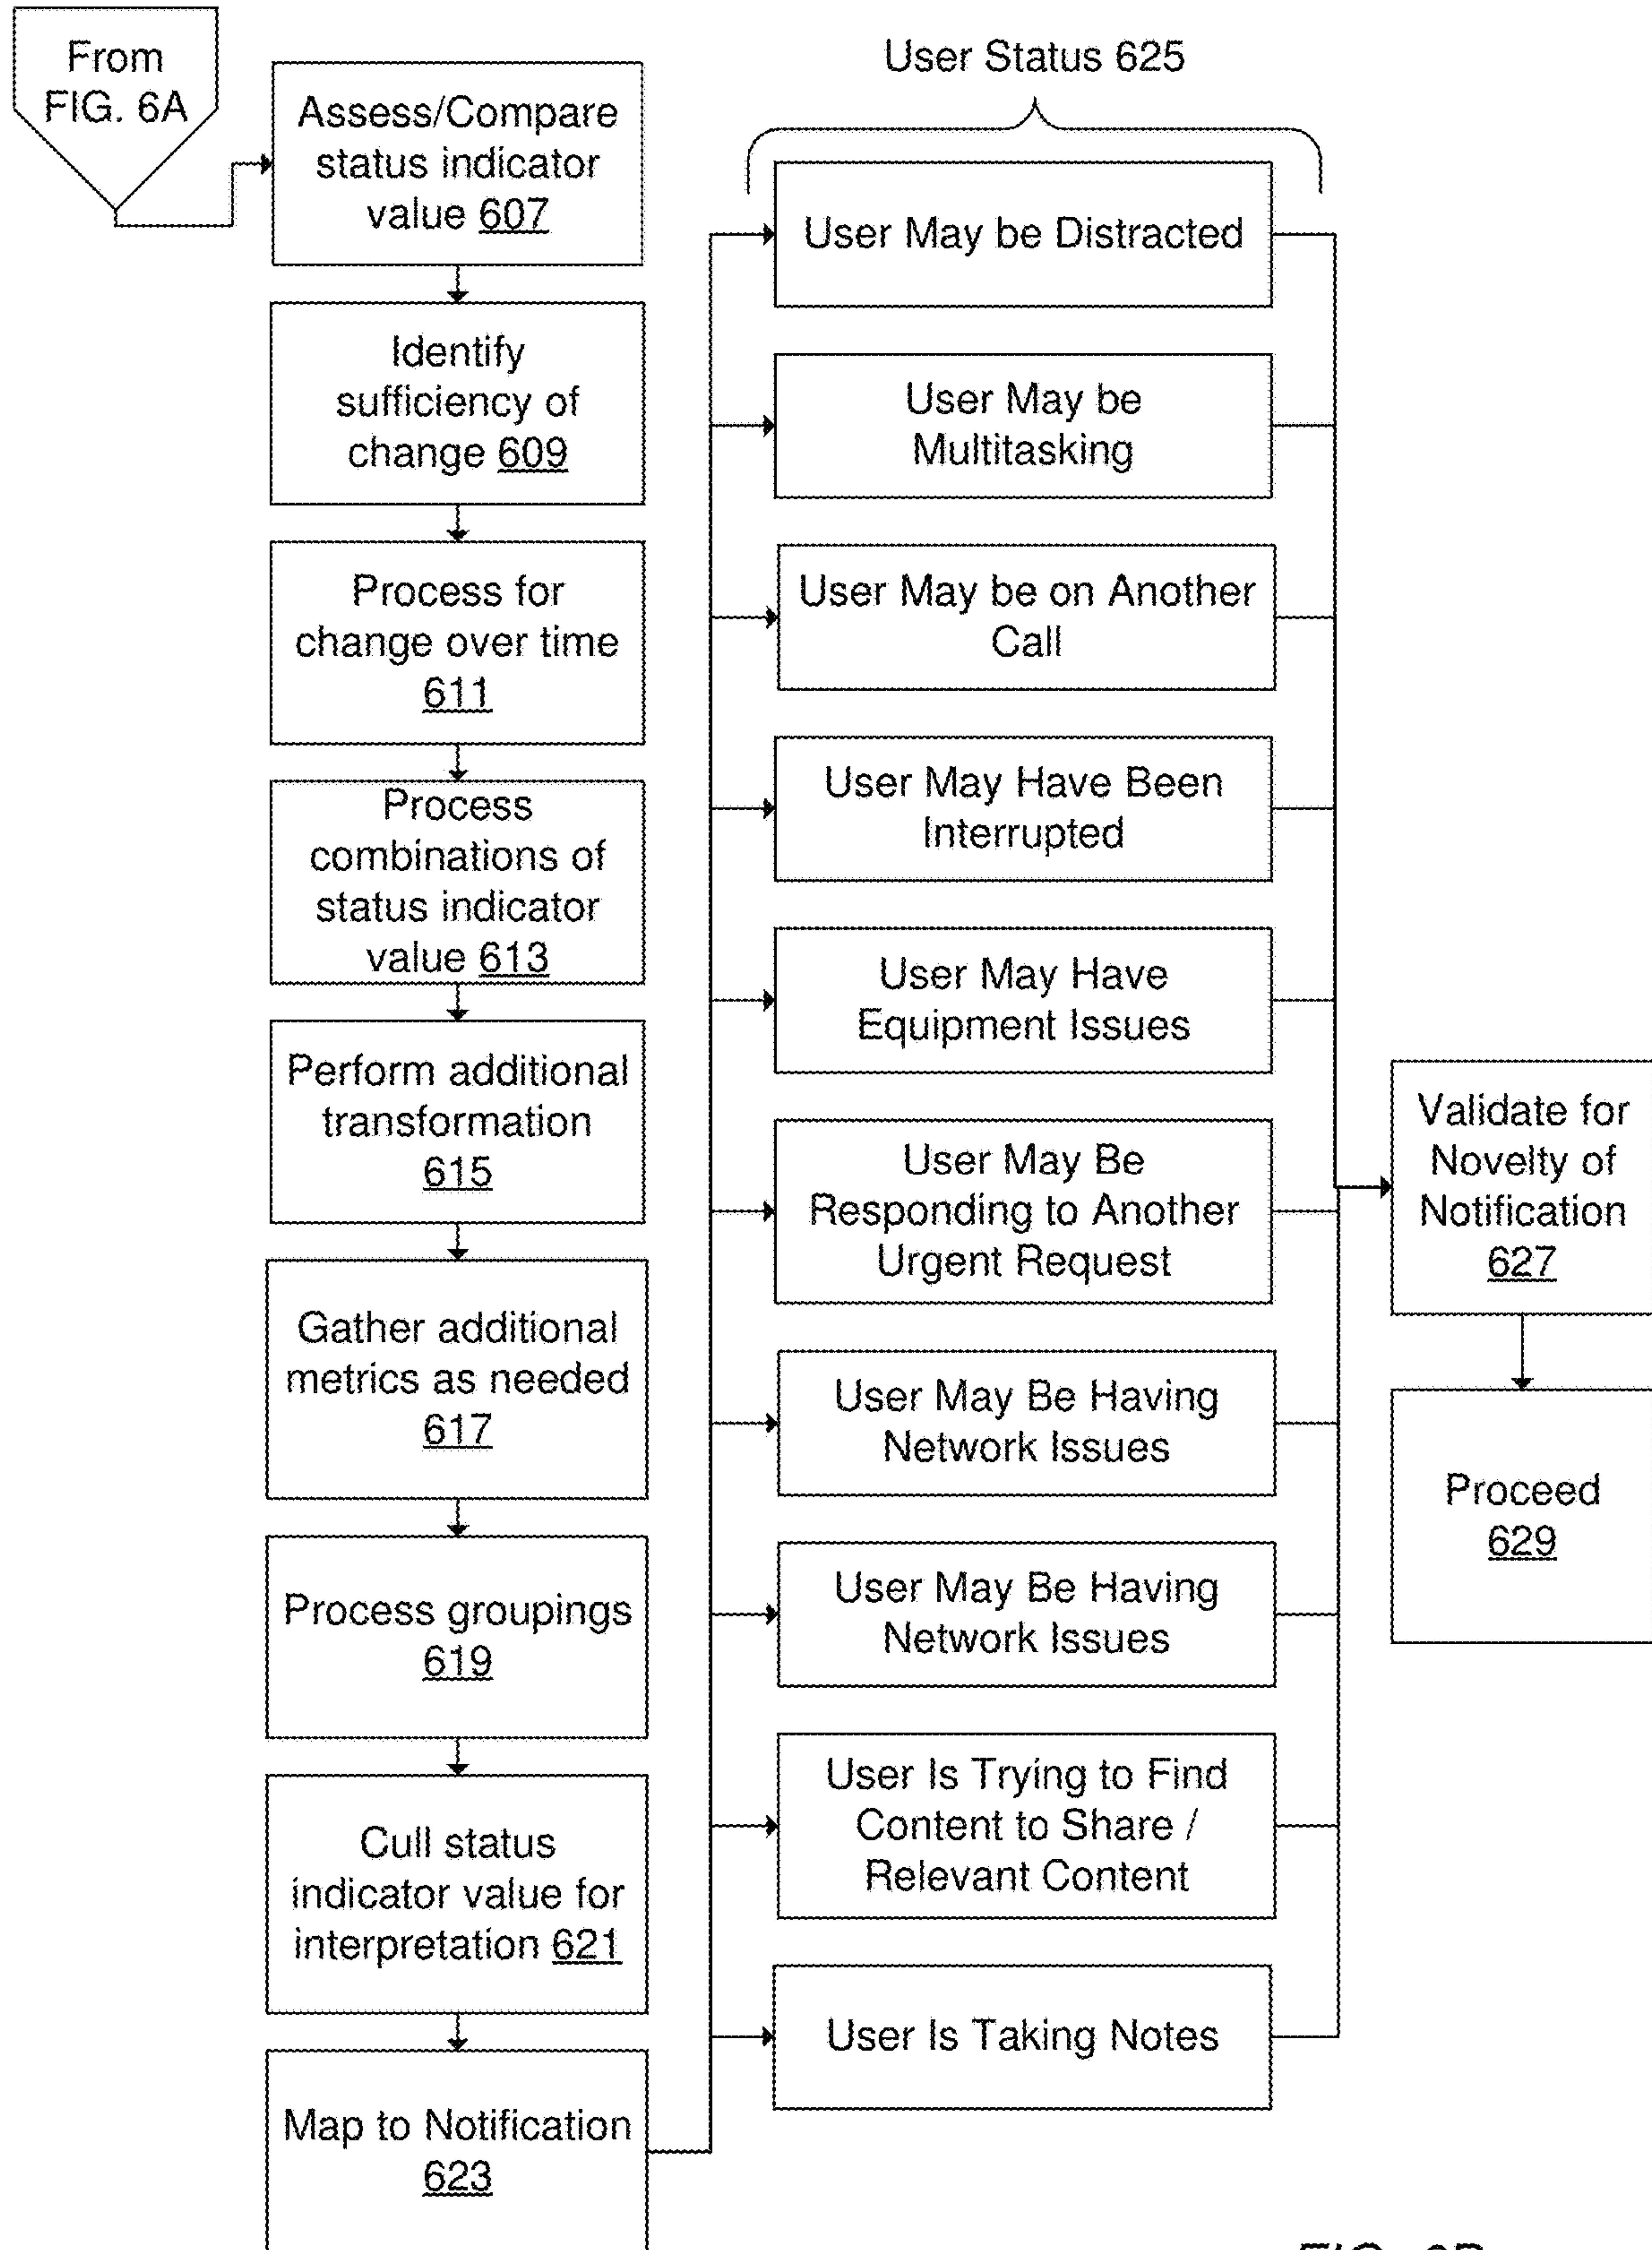 From
FIG. 6A
Assess/Compare
status indicator
value 607
Identify
sufficiency of
change 609
Process for
change over time
611
Process
combinations of
status indicator
value 613
Perform additional
transformation
615
Gather additional
metrics as needed
617
Process groupings
619
Cull status
indicator value for
interpretation 621
Map to Notification
623
User Status 625
User May be Distracted
User May be
Multitasking
User May be on Another
Call
User May Have Been
Interrupted
User May Have
Equipment Issues
User May Be
Responding to Another
Urgent Request
User May Be Having
Network Issues
User May Be Having
Network Issues
User Is Trying to Find
Content to Share /
Relevant Content
User Is Taking Notes
Validate for
Novelty of
Notification
627
Proceed
629